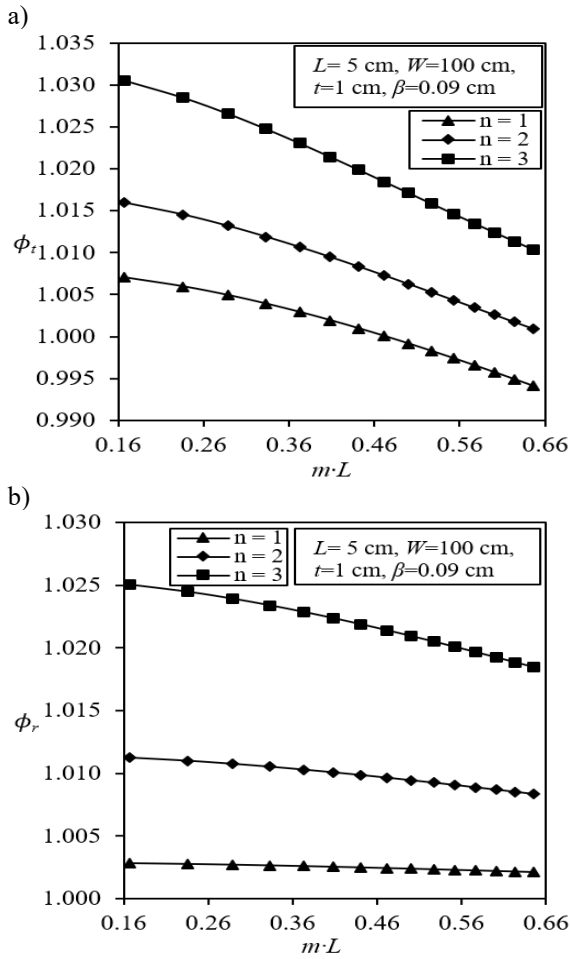 a)
1.035
1.030
1.025
1.020
1.015
1.010
1.005
1.000
0.995
0.990
ϕt
L= 5 cm, W=100 cm,
t=1 cm, β=0.09 cm
n = 1
n = 2
n = 3
0.16 0.26 0.36 0.46 0.56 0.66
m·L
b)
1.030
1.025
1.020
1.015
1.010
1.005
1.000
ϕr
n = 1
n = 2
n = 3
L= 5 cm, W=100 cm,
t=1 cm, β=0.09 cm
0.16 0.26 0.36 0.46 0.56 0.66
m·L